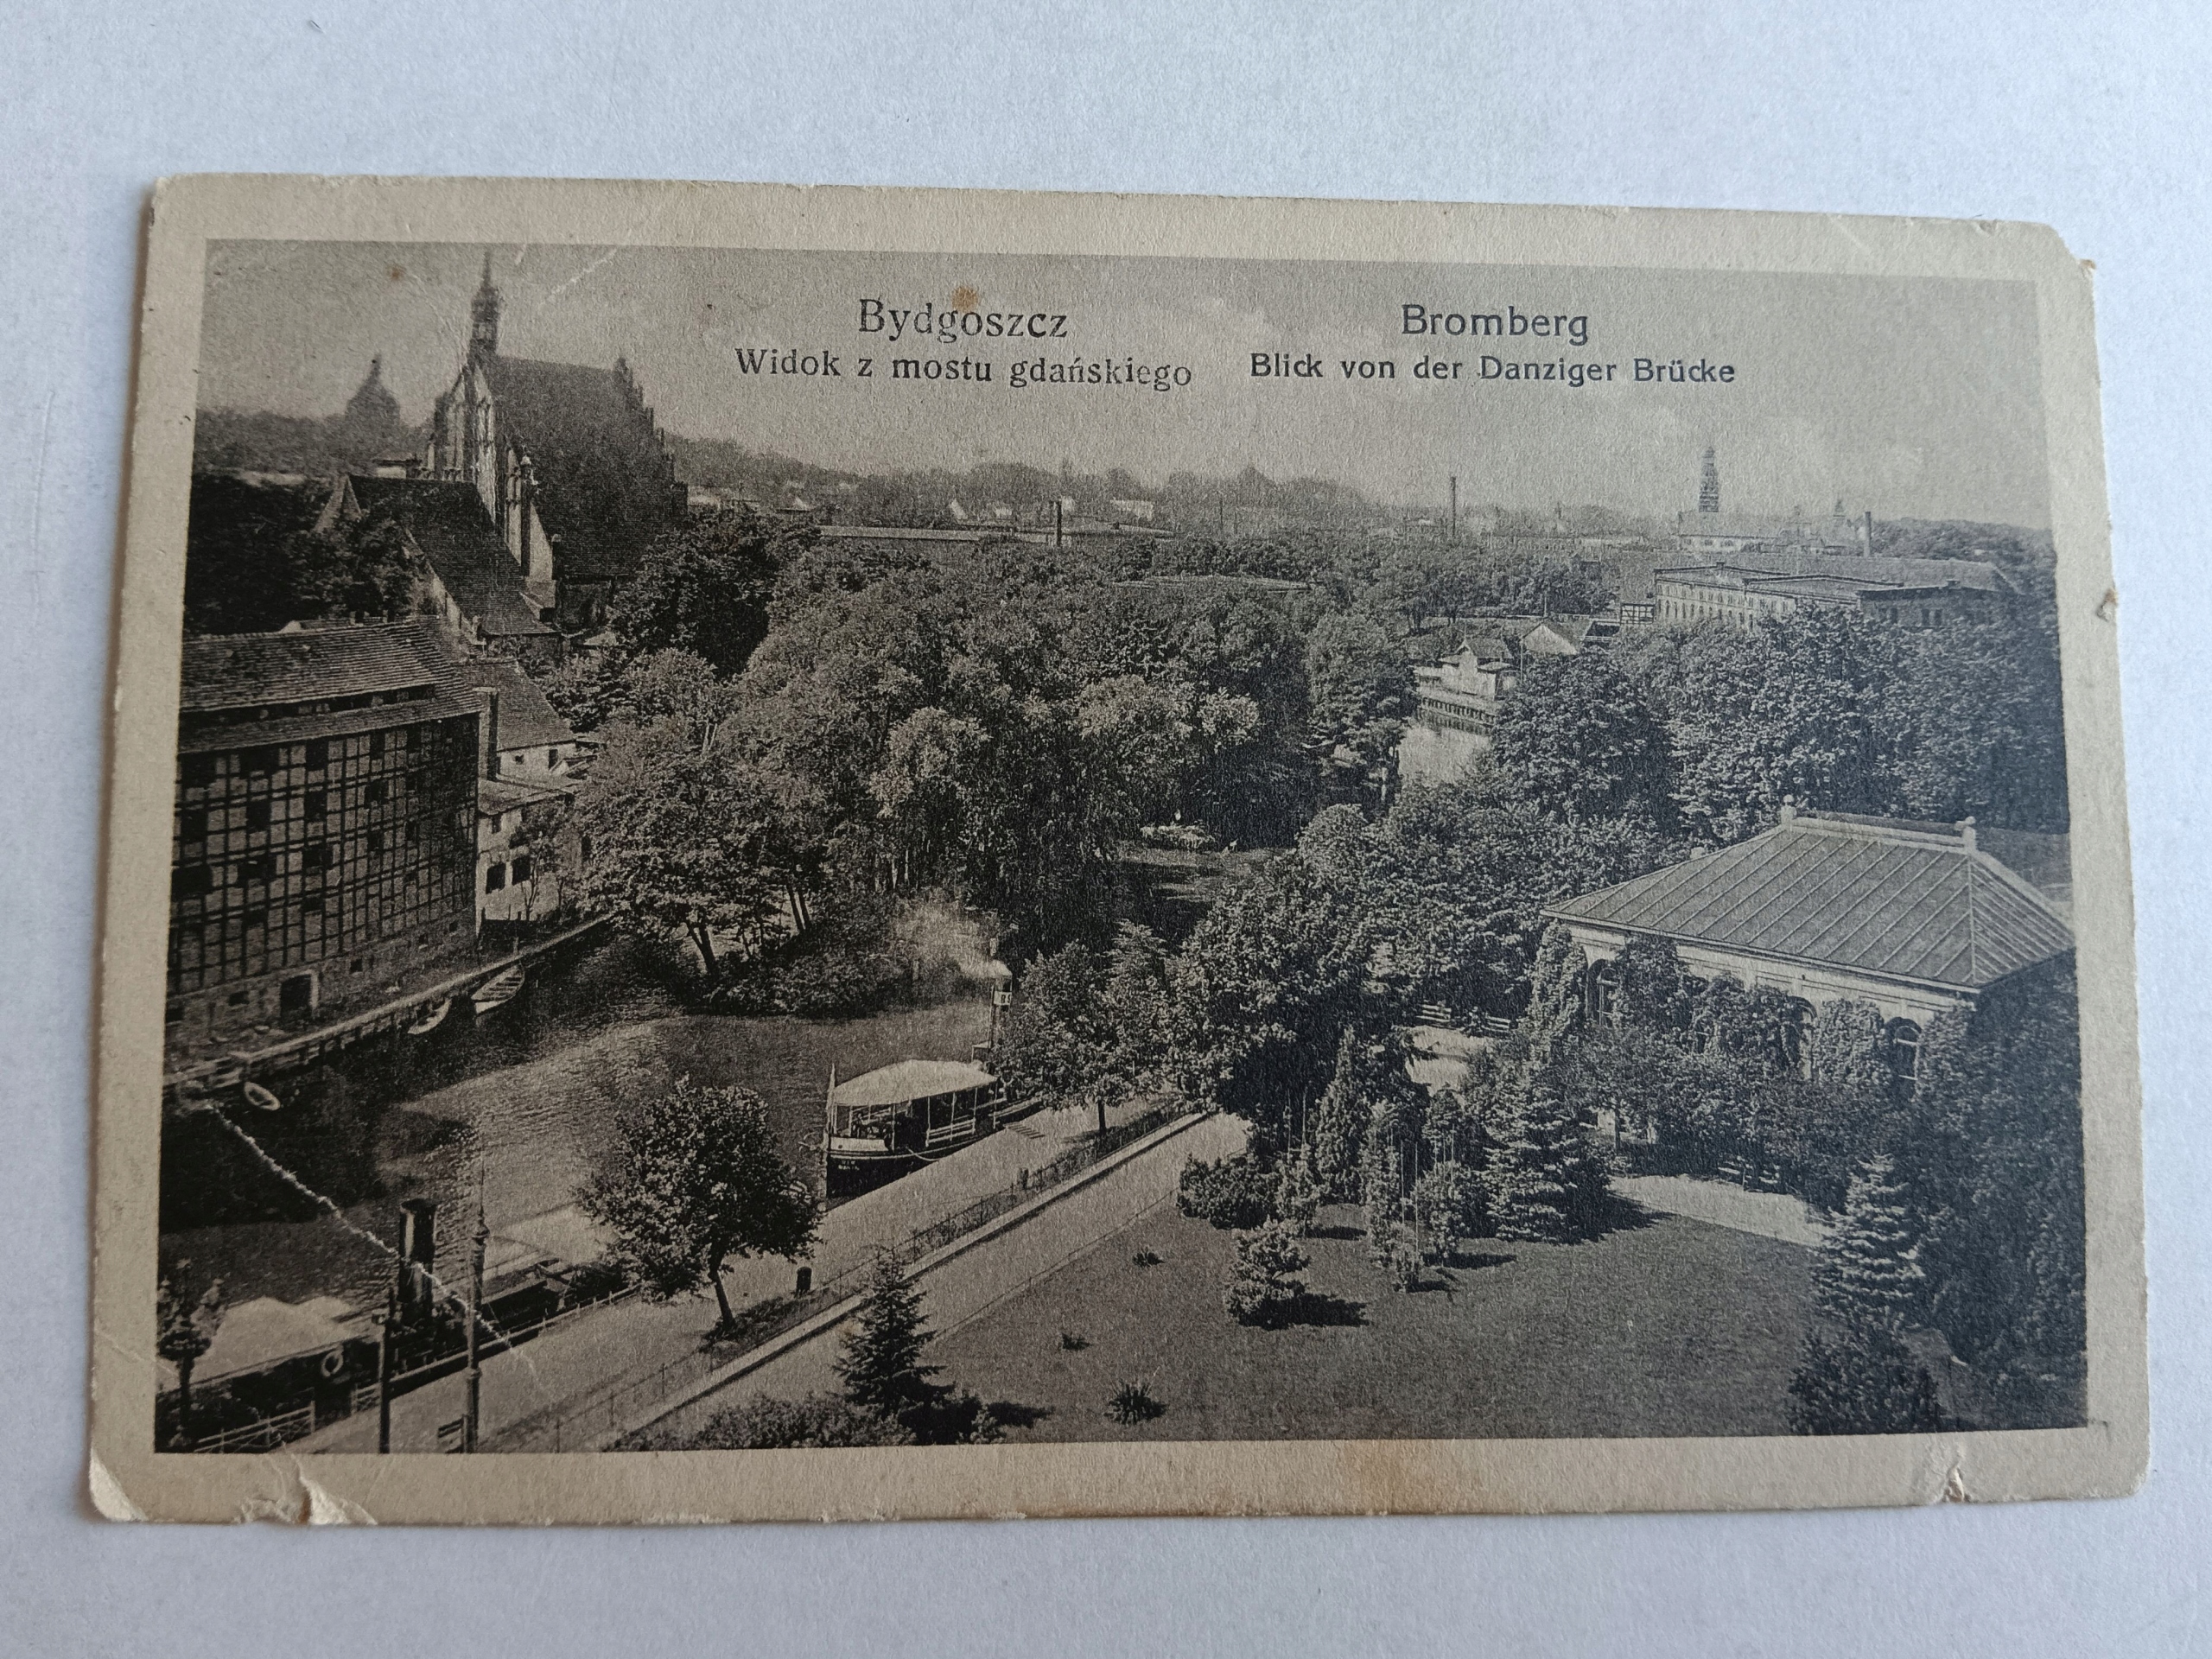 Bydgoszcz
Widok z mostu gdańskiego
Bromberg
Blick von der Danziger Brücke